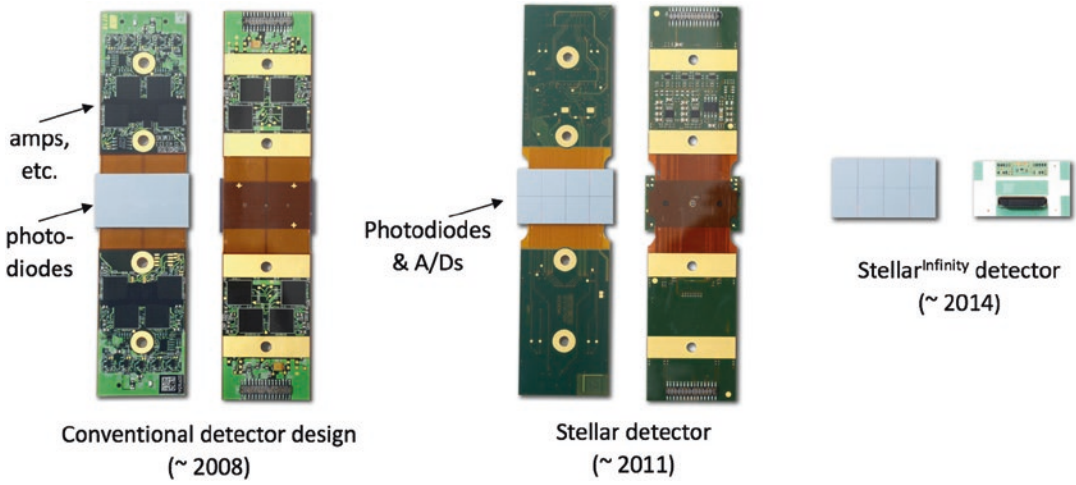 amps,
etc.
photo-
diodes
Conventional detector design
(~ 2008)
Photodiodes
& A/Ds
Stellar detector
(~ 2011)
Stellar^Infinity detector
(~ 2014)